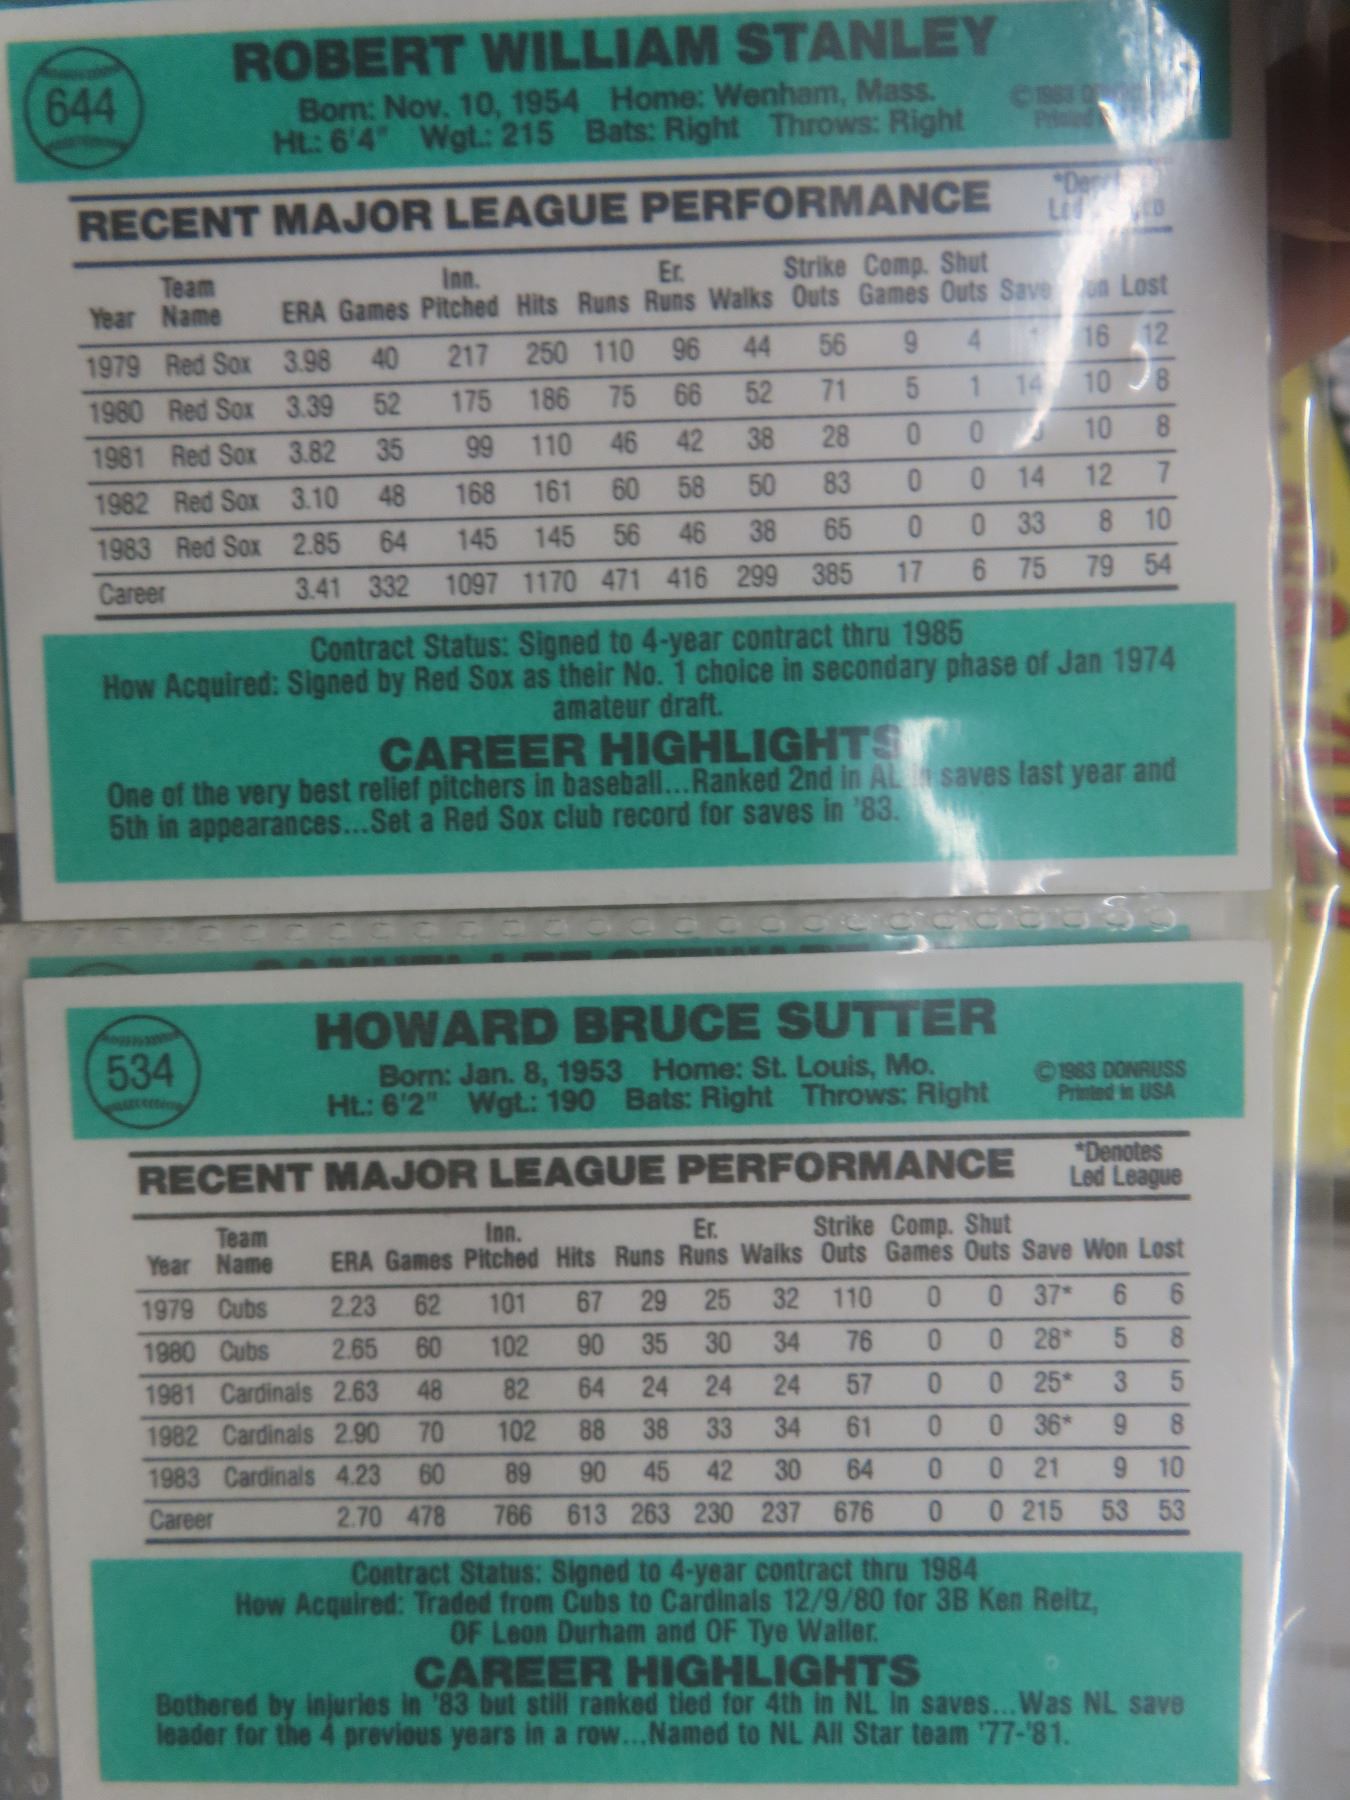 644
ROBERT WILLIAM STANLEY
Born: Nov. 10, 1954 Home: Wenham, Mass.
Ht.: 6'4" Wgt.: 215 Bats: Right Throws: Right
© 1983
Printed
RECENT MAJOR LEAGUE PERFORMANCE
Year Team Name ERA Games Inn. Pitched Hits Runs Er. Runs Walks Strike Outs Comp. Games Shut Outs Save Lost
1979 Red Sox 3.98 40 217 250 110 96 44 56 9 4 16 12
1980 Red Sox 3.39 52 175 186 75 66 52 71 5 1 14 10 8
1981 Red Sox 3.82 35 99 110 46 42 38 28 0 0 10 8
1982 Red Sox 3.10 48 168 161 60 58 50 83 0 0 14 12 7
1983 Red Sox 2.85 64 145 145 56 46 38 65 0 0 33 8 10
Career 3.41 332 1097 1170 471 416 299 385 17 6 75 79 54
Contract Status: Signed to 4-year contract thru 1985
How Acquired: Signed by Red Sox as their No. 1 choice in secondary phase of Jan 1974
amateur draft.
CAREER HIGHLIGHTS
One of the very best relief pitchers in baseball...Ranked 2nd in AL in saves last year and
5th in appearances...Set a Red Sox club record for saves in '83.
534
HOWARD BRUCE SUTTER
Born: Jan. 8, 1953 Home: St. Louis, Mo.
Ht.: 6'2" Wgt.: 190 Bats: Right Throws: Right
© 1983 DONRUSS
Printed in USA
RECENT MAJOR LEAGUE PERFORMANCE
*Denotes
Led League
Year Team Name ERA Games Inn. Pitched Hits Runs Er. Runs Walks Strike Outs Comp. Games Shut Outs Save Won Lost
1979 Cubs 2.23 62 101 67 29 25 32 110 0 0 37* 6 6
1980 Cubs 2.65 60 102 90 35 30 34 76 0 0 28* 5 8
1981 Cardinals 2.63 48 82 64 24 24 24 57 0 0 25* 3 5
1982 Cardinals 2.90 70 102 88 38 33 34 61 0 0 36* 9 8
1983 Cardinals 4.23 60 89 90 45 42 30 64 0 0 21 9 10
Career 2.70 478 766 613 263 230 237 676 0 0 215 53 53
Contract Status: Signed to 4-year contract thru 1984
How Acquired: Traded from Cubs to Cardinals 12/9/80 for 3B Ken Reitz,
OF Leon Durham and OF Tye Waller.
CAREER HIGHLIGHTS
Bothered by injuries in '83 but still ranked tied for 4th in NL in saves...Was NL save
leader for the 4 previous years in a row...Named to NL All Star team '77-'81.